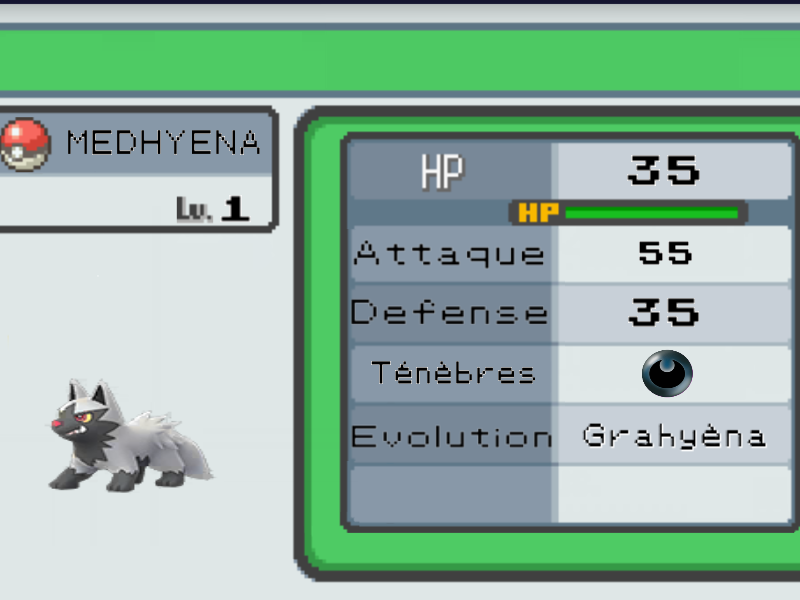 MEDHYENA
Lv. 1
HP 35
HP
Attaque 55
Defense 35
Ténèbres
Evolution Grahyèna